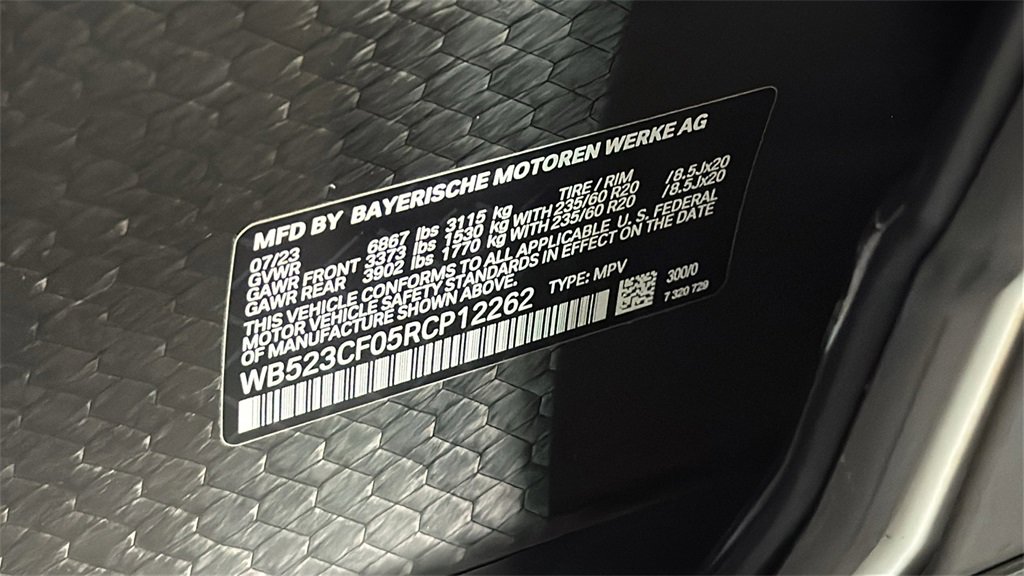 MFD BY BAYERISCHE MOTOREN WERKE AG
07/23 TIRE / RIM
GVWR 6867 lbs 3115 kg
GAWR FRONT 3373 lbs 1530 kg WITH 235/60 R20 /8.5Jx20
GAWR REAR 3902 lbs 1770 kg WITH 235/60 R20 /8.5Jx20
THIS VEHICLE CONFORMS TO ALL APPLICABLE U. S. FEDERAL
MOTOR VEHICLE SAFETY STANDARDS IN EFFECT ON THE DATE
OF MANUFACTURE SHOWN ABOVE.
WB523CF05RCP12262 TYPE: MPV
300/0
7 320 729